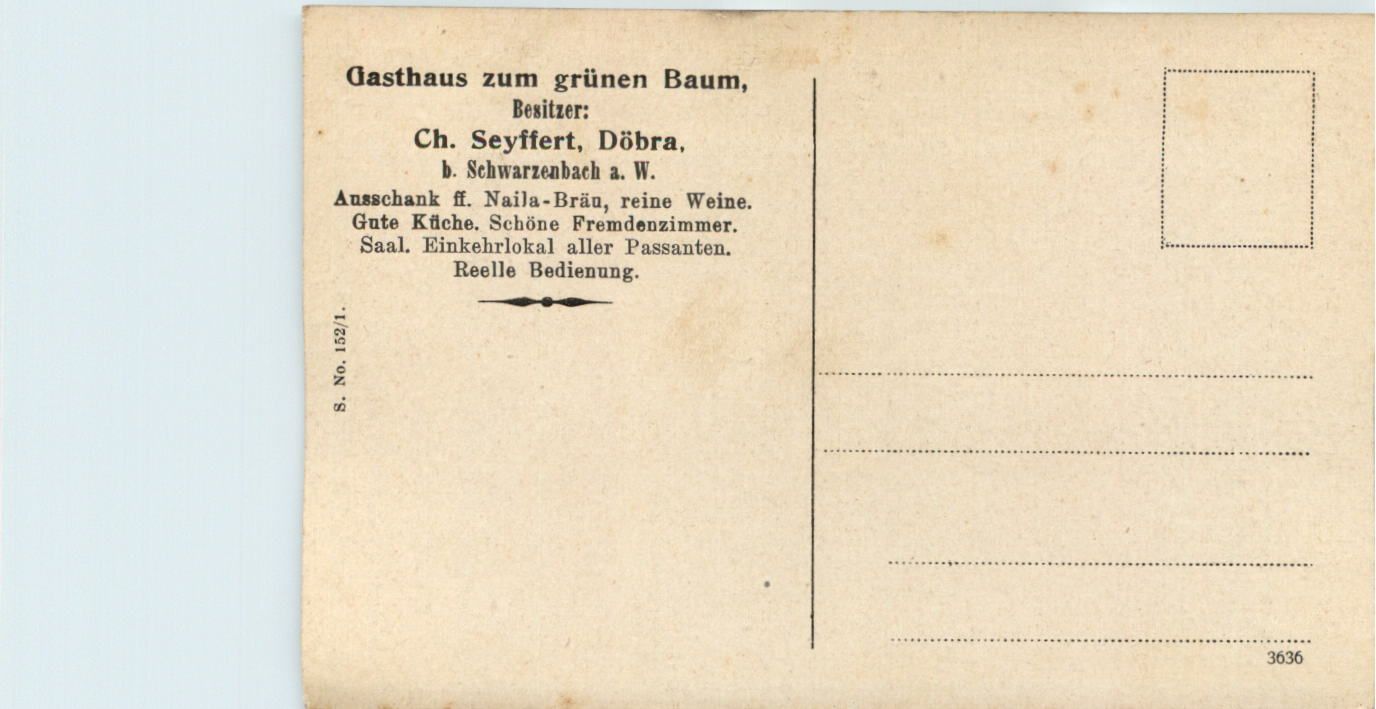 Gasthaus zum grünen Baum,
Besitzer:
Ch. Seyffert, Döbra,
b. Schwarzenbach a. W.
Ausschank ff. Naila-Bräu, reine Weine.
Gute Küche. Schöne Fremdenzimmer.
Saal. Einkehrlokal aller Passanten.
Reelle Bedienung.
S. No. 152/1.
3636